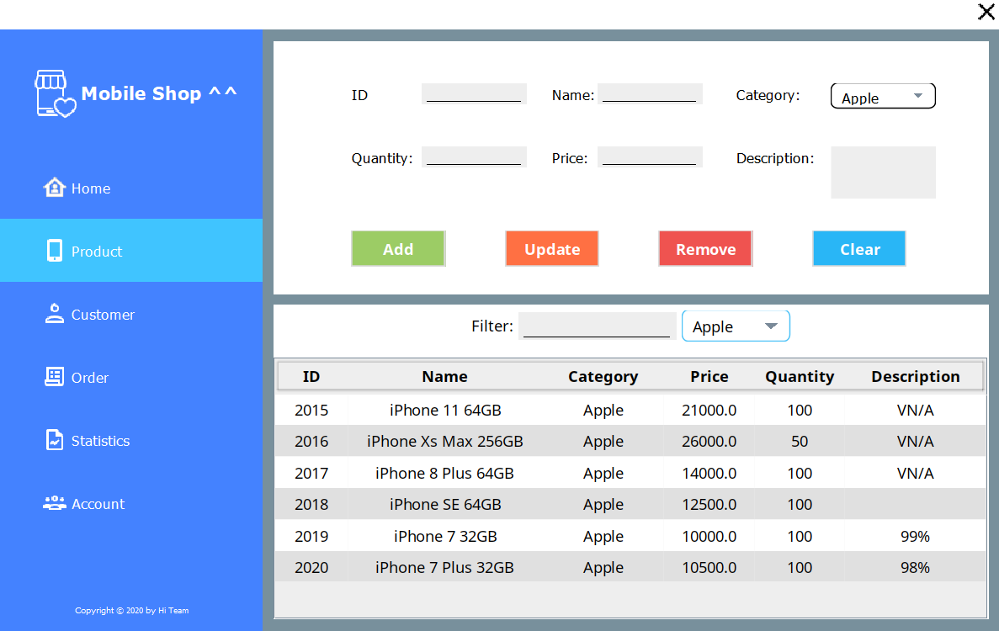 Mobile Shop ^^
Home
Product
Customer
Order
Statistics
Account
Copyright © 2020 by Hi Team
ID Name: Category: Apple
Quantity: Price: Description:
Add Update Remove Clear
Filter: Apple
ID Name Category Price Quantity Description
2015 iPhone 11 64GB Apple 21000.0 100 VN/A
2016 iPhone Xs Max 256GB Apple 26000.0 50 VN/A
2017 iPhone 8 Plus 64GB Apple 14000.0 100 VN/A
2018 iPhone SE 64GB Apple 12500.0 100
2019 iPhone 7 32GB Apple 10000.0 100 99%
2020 iPhone 7 Plus 32GB Apple 10500.0 100 98%